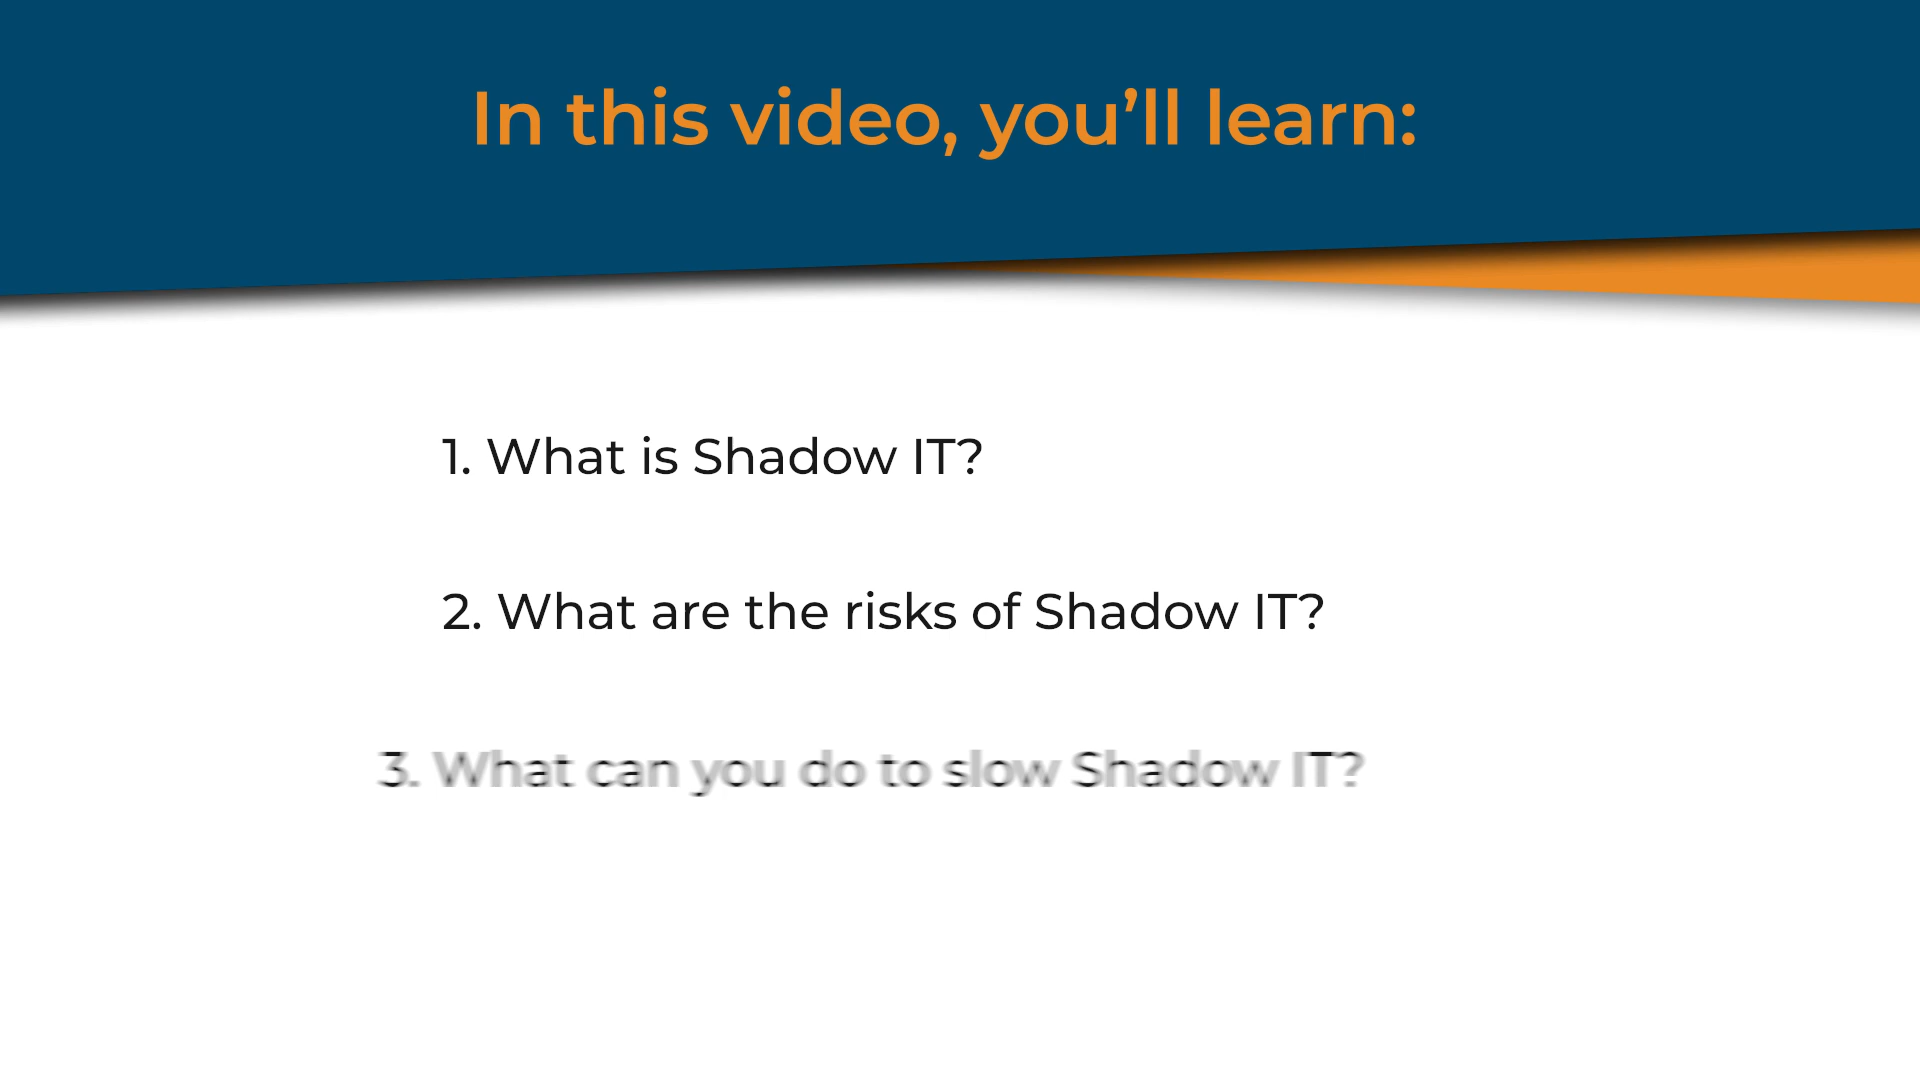 In this video, you’ll learn:
1. What is Shadow IT?
2. What are the risks of Shadow IT?
3. What can you do to slow Shadow IT?